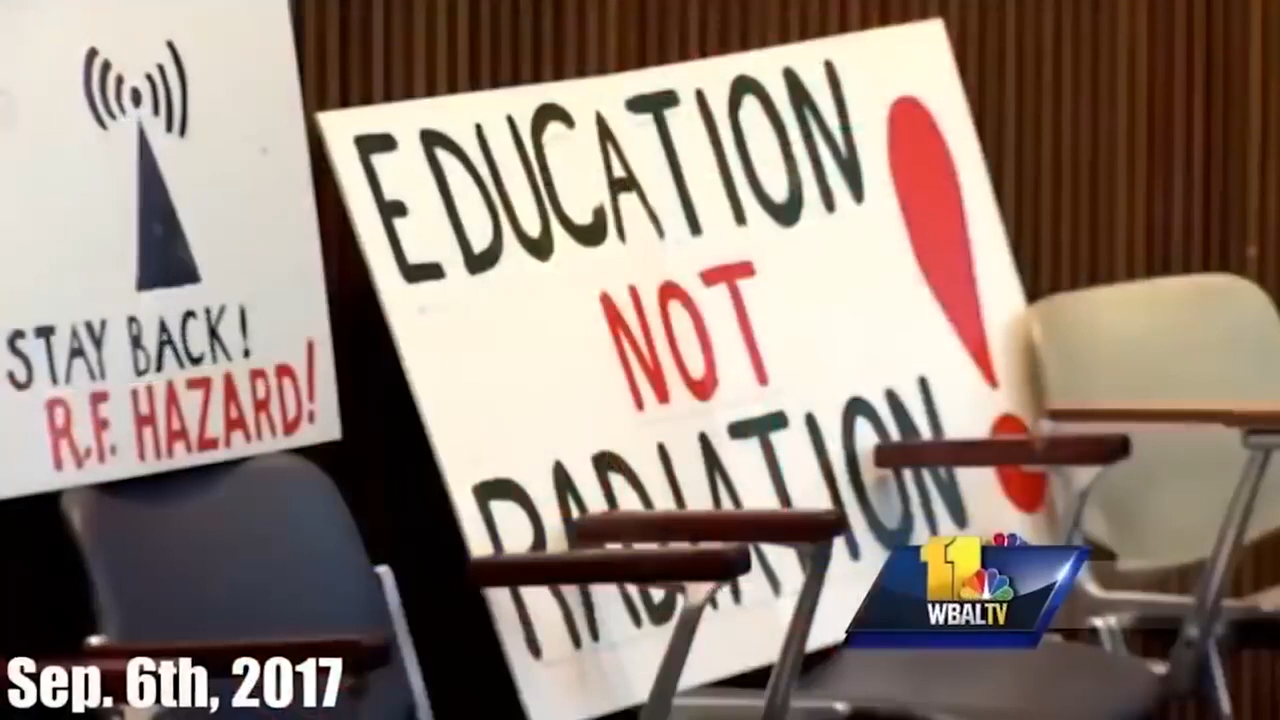 STAY BACK!
R.F. HAZARD!
EDUCATION
NOT
RADIATION!
11
WBALTV
Sep. 6th, 2017